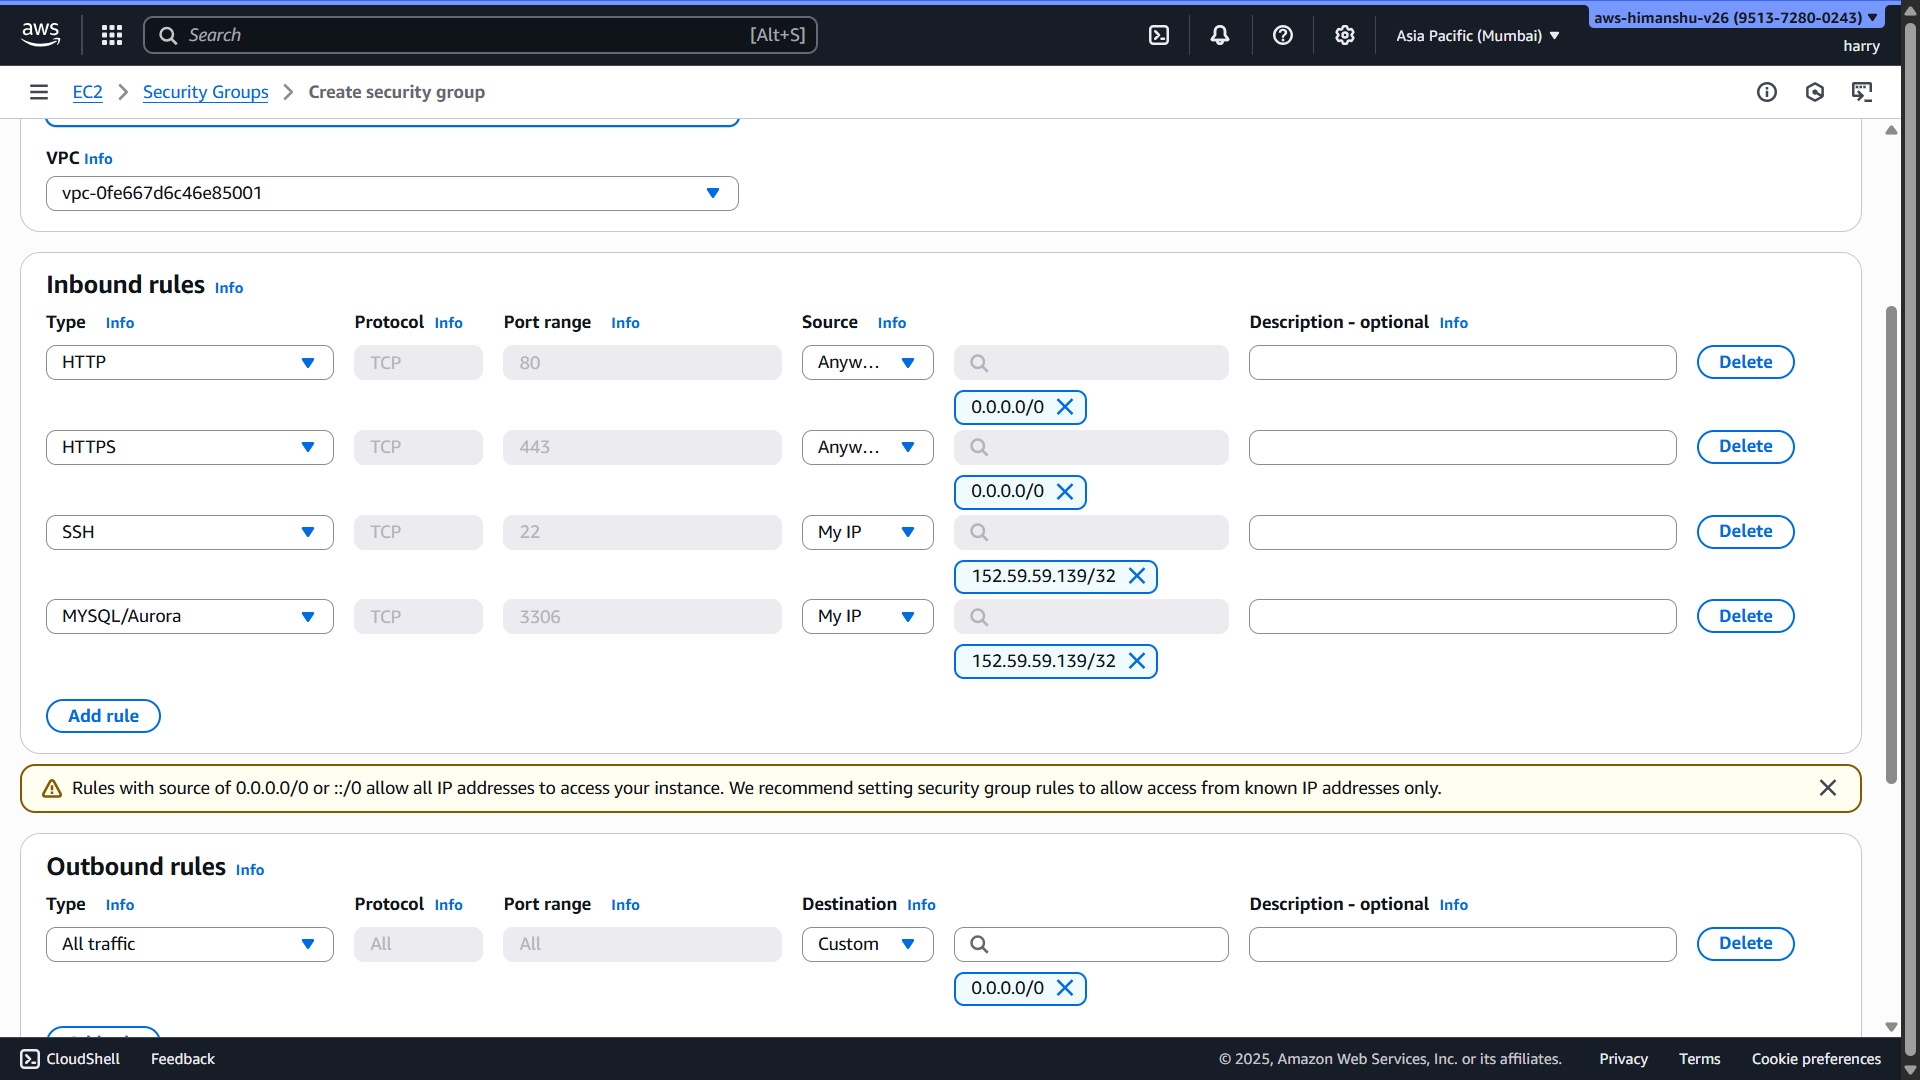 aws
Search [Alt+S]
Asia Pacific (Mumbai)
aws-himanshu-v26 (9513-7280-0243)
harry
EC2 Security Groups Create security group
VPC Info
vpc-0fe667d6c46e85001
Inbound rules Info
Type Info Protocol Info Port range Info Source Info Description - optional Info
HTTP TCP 80 Anyw... Delete
0.0.0.0/0
HTTPS TCP 443 Anyw... Delete
0.0.0.0/0
SSH TCP 22 My IP Delete
152.59.59.139/32
MYSQL/Aurora TCP 3306 My IP Delete
152.59.59.139/32
Add rule
Rules with source of 0.0.0.0/0 or ::/0 allow all IP addresses to access your instance. We recommend setting security group rules to allow access from known IP addresses only.
Outbound rules Info
Type Info Protocol Info Port range Info Destination Info Description - optional Info
All traffic All All Custom Delete
0.0.0.0/0
CloudShell Feedback © 2025, Amazon Web Services, Inc. or its affiliates. Privacy Terms Cookie preferences